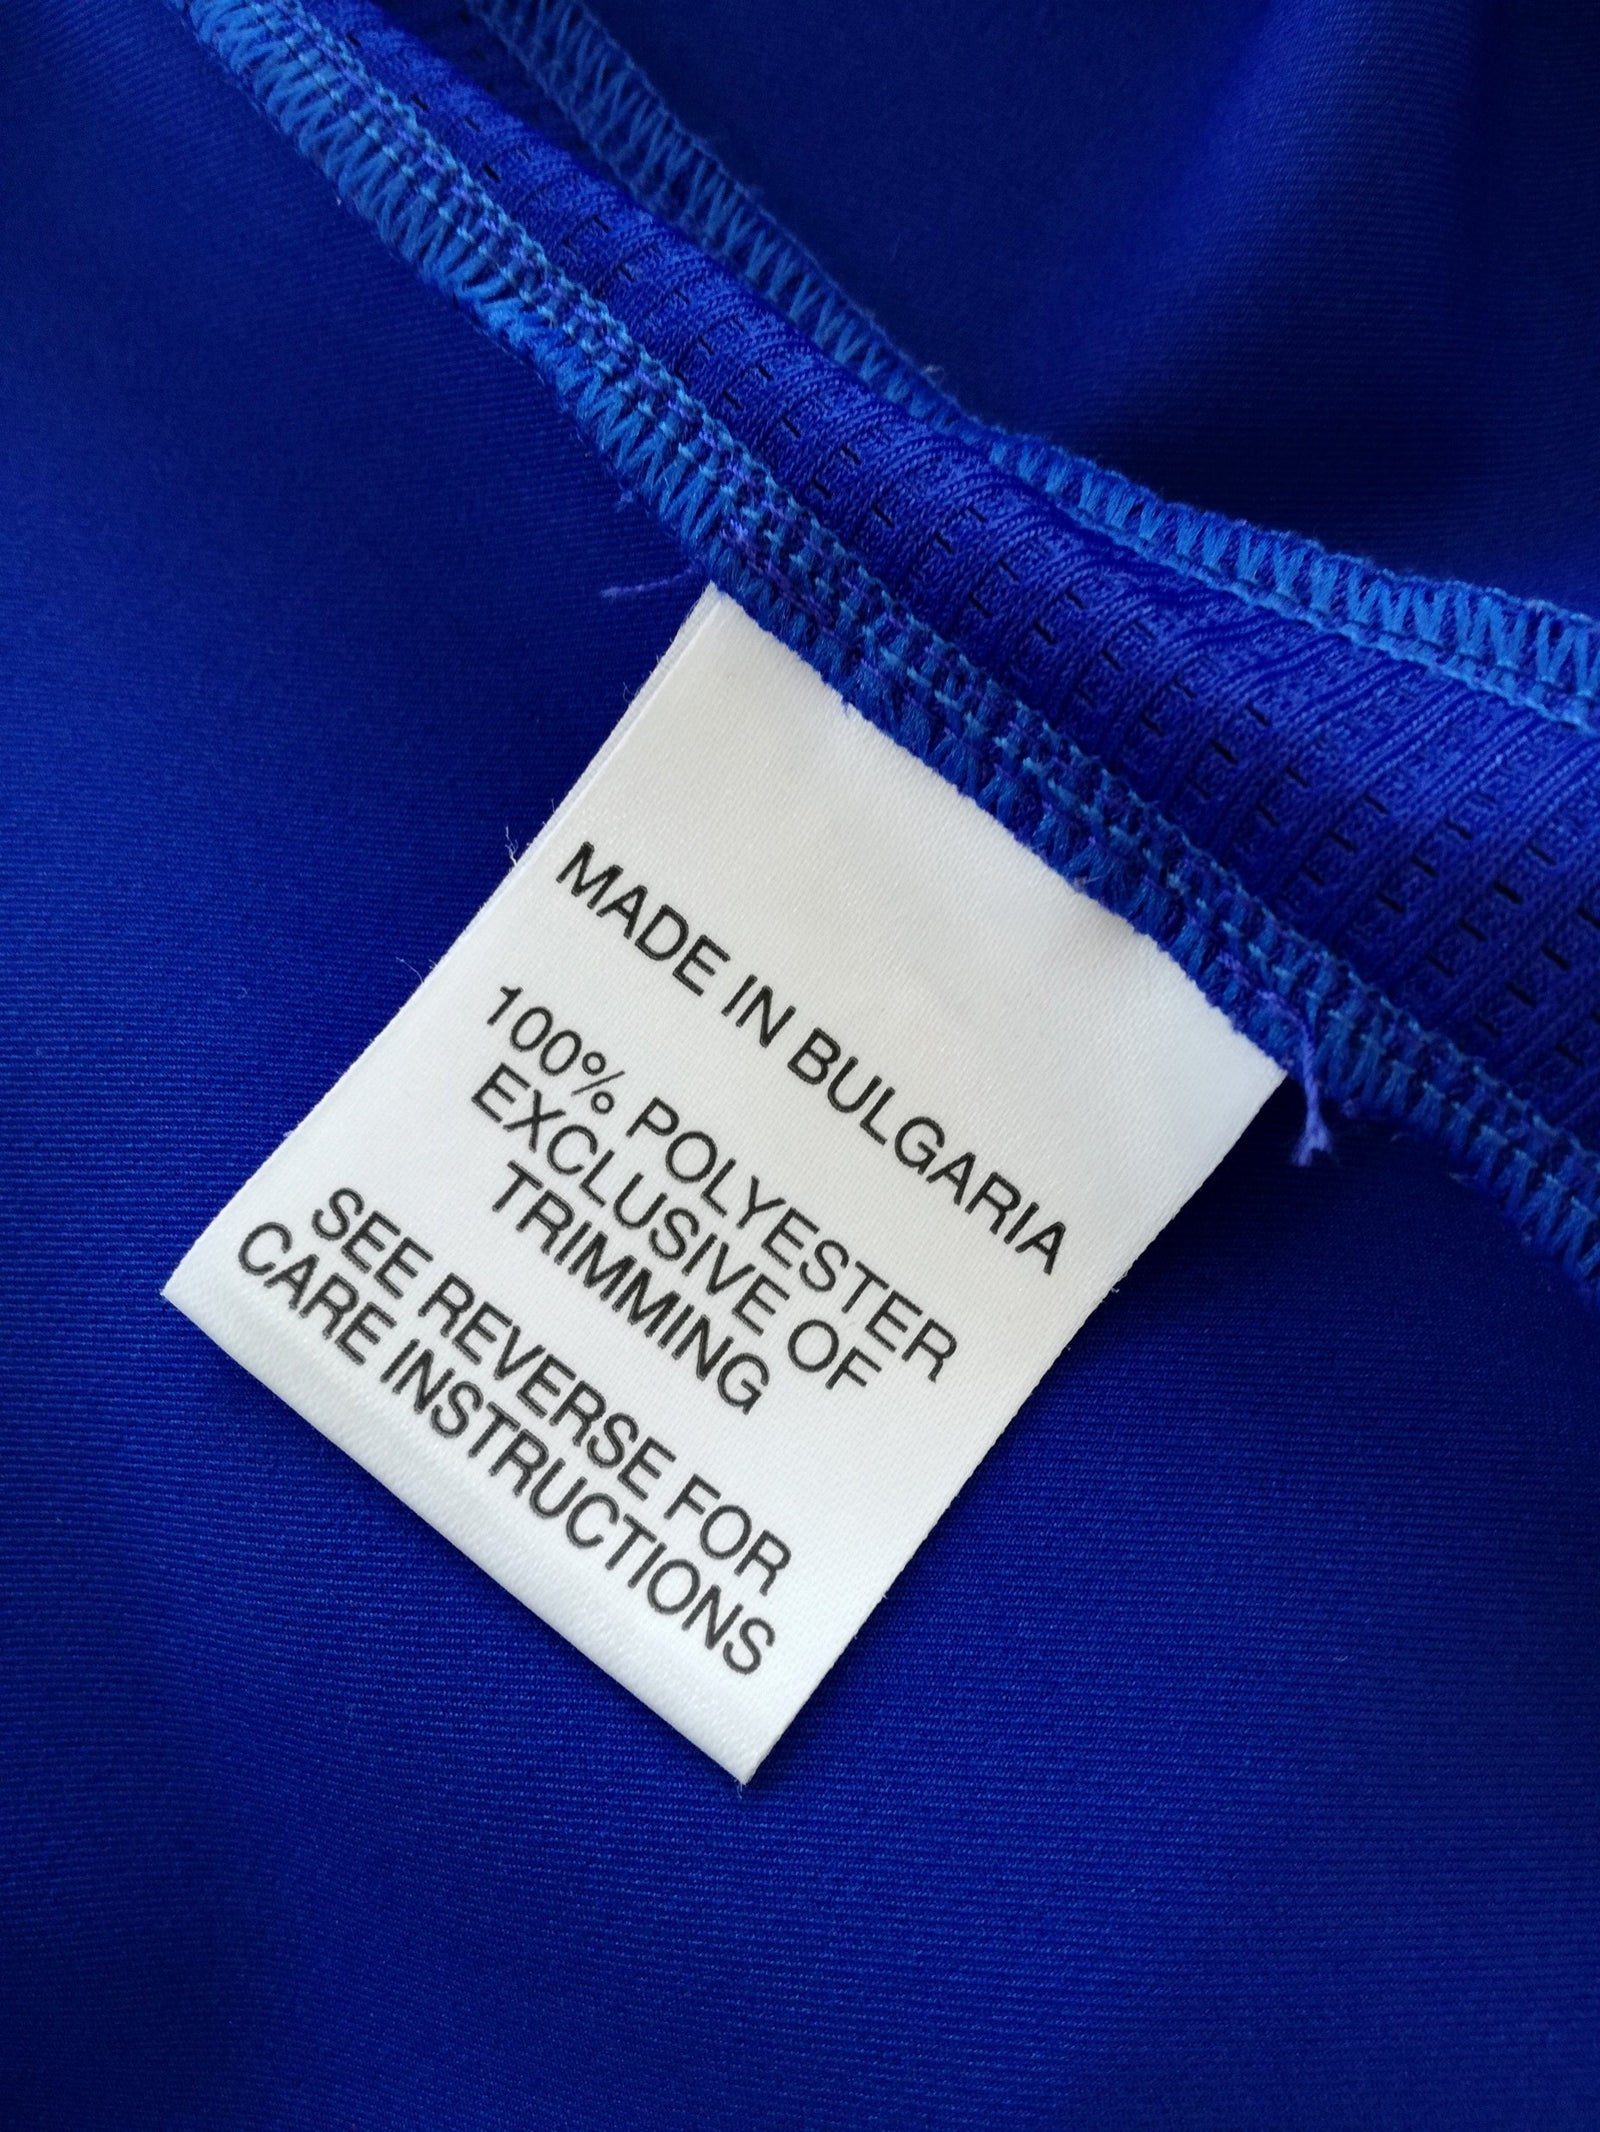 MADE IN BULGARIA
100% POLYESTER
EXCLUSIVE OF
TRIMMING
SEE REVERSE FOR
CARE INSTRUCTIONS